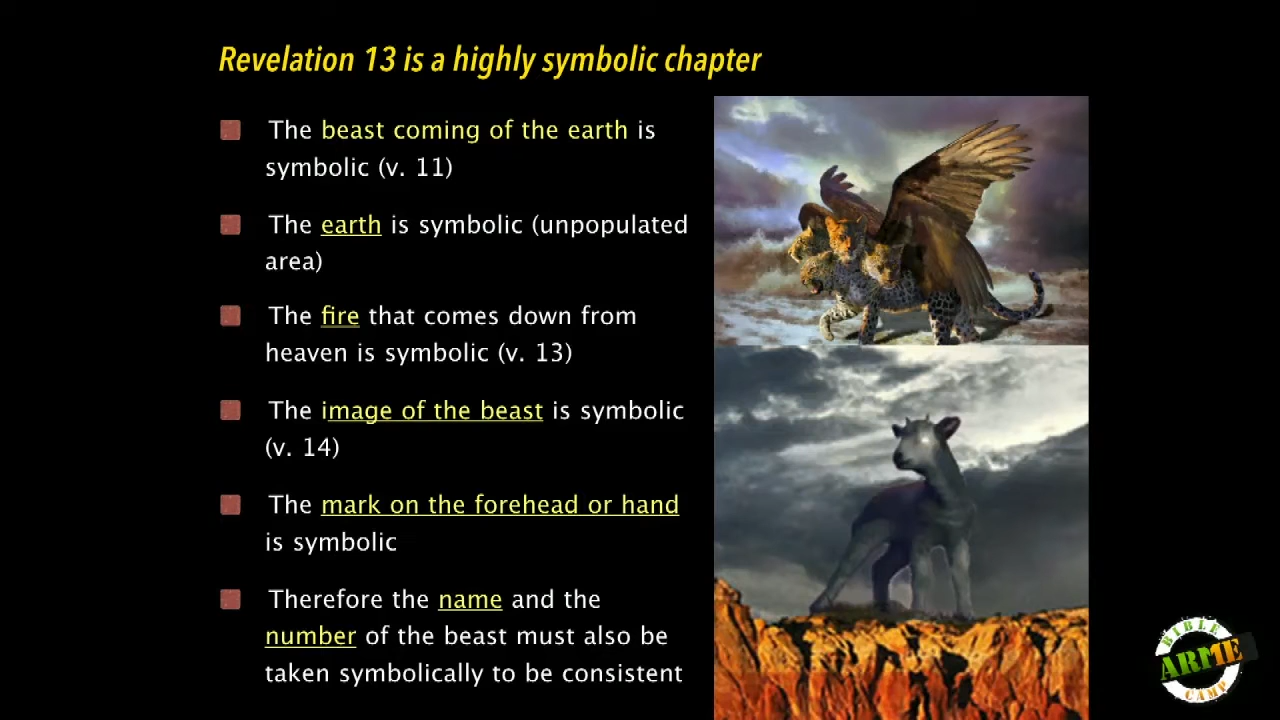 Revelation 13 is a highly symbolic chapter
The beast coming of the earth is
symbolic (v. 11)
The earth is symbolic (unpopulated
area)
The fire that comes down from
heaven is symbolic (v. 13)
The image of the beast is symbolic
(v. 14)
The mark on the forehead or hand
is symbolic
Therefore the name and the
number of the beast must also be
taken symbolically to be consistent
BIBLE
ARME
CAMP